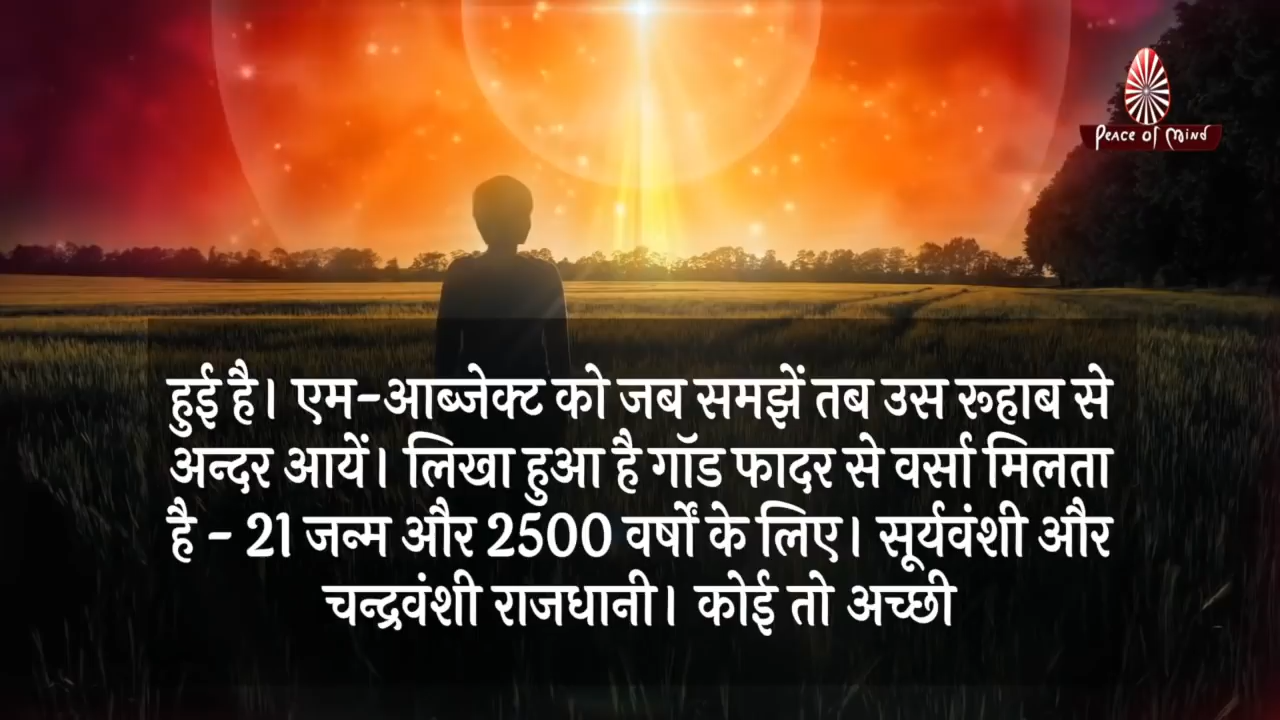 Peace of Mind
हुई है। एम-आब्जेक्ट को जब समझें तब उस रूहाब से
अन्दर आयें। लिखा हुआ है गॉड फादर से वर्सा मिलता
है - 21 जन्म और 2500 वर्षों के लिए। सूर्यवंशी और
चन्द्रवंशी राजधानी। कोई तो अच्छी